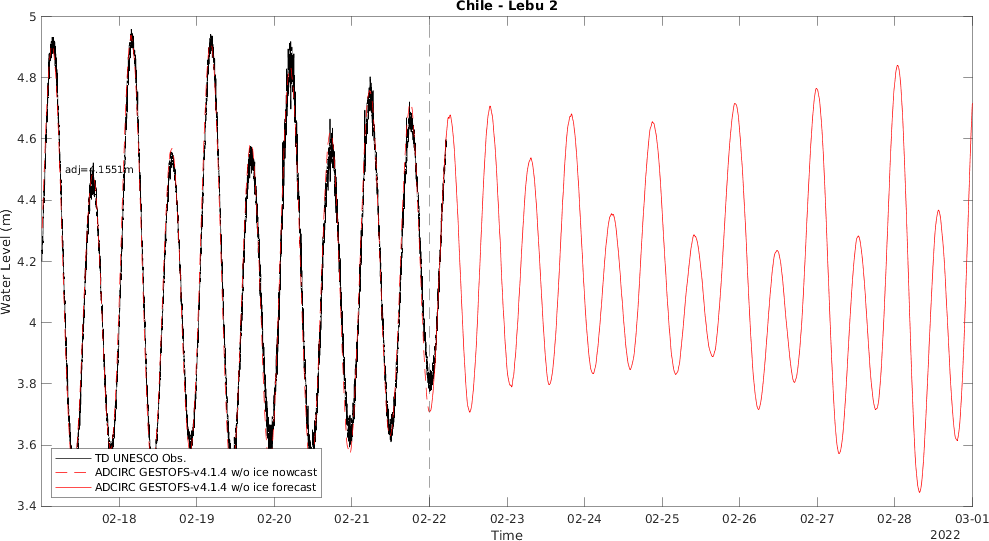 Chile - Lebu 2
5
4.8
4.6
4.4
4.2
4
3.8
3.6
3.4
Water Level (m)
adj=4.1551m
TD UNESCO Obs.
ADCIRC GESTOFS-v4.1.4 w/o ice nowcast
ADCIRC GESTOFS-v4.1.4 w/o ice forecast
02-18 02-19 02-20 02-21 02-22 02-23 02-24 02-25 02-26 02-27 02-28 03-01
Time
2022